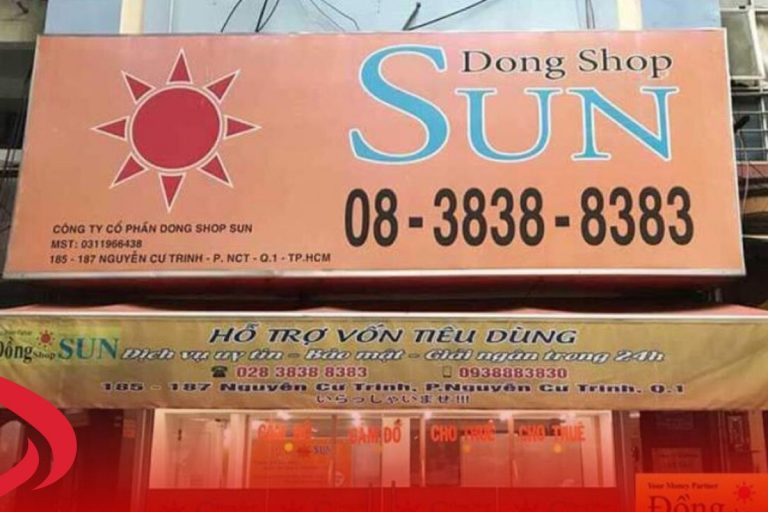 Dong Shop
SUN
08 - 3838 - 8383
CÔNG TY CỔ PHẦN DONG SHOP SUN
MST: 0311966438
185 - 187 NGUYỄN CƯ TRINH - P. NCT - Q.1 - TP.HCM
Đồng Shop SUN
HỖ TRỢ VỐN TIÊU DÙNG
Dịch vụ uy tín - Bảo mật - Giải ngân trong 24h
028 3838 8383 0938883830
185 - 187 Nguyễn Cư Trinh, P.Nguyễn Cư Trinh, Q.1
いらっしゃいませ!!!
CẦM ĐỒ CHO THUÊ CHO THUÊ
Your Money Partner
Đồng